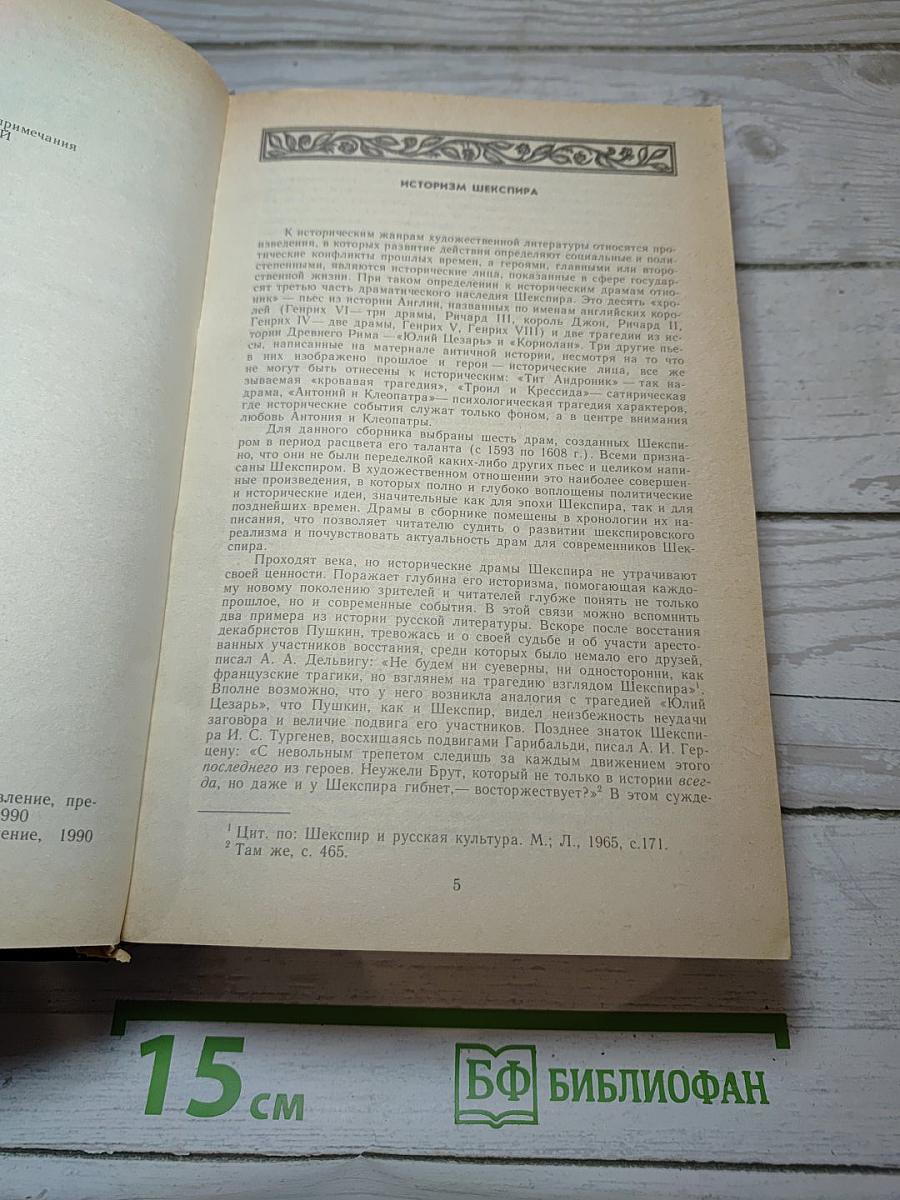 примечания
Й
вление, пре-
1990
ение, 1990
ИСТОРИЗМ ШЕКСПИРА
К историческим жанрам художественной литературы относятся про-
изведения, в которых развитие действия определяют социальные и поли-
тические конфликты прошлых времен, а героями, главными или второ-
степенными, являются исторические лица, показанные в сфере государ-
ственной жизни. При таком определении к историческим драмам отно-
сят третью часть драматического наследия Шекспира. Это десять «хро-
ник» — пьес из истории Англии, названных по именам английских коро-
лей (Генрих VI— три драмы, Ричард III, король Джон, Ричард II,
Генрих IV— две драмы, Генрих V, Генрих VIII) и две трагедии из ис-
тории Древнего Рима —«Юлий Цезарь» и «Кориолан». Три другие пье-
сы, написанные на материале античной истории, несмотря на то что
в них изображено прошлое и герои — исторические лица, все же
не могут быть отнесены к историческим: «Тит Андроник» — так на-
зываемая «кровавая трагедия», «Троил и Крессида»— сатирическая
драма, «Антоний и Клеопатра»— психологическая трагедия характеров,
где исторические события служат только фоном, а в центре внимания
любовь Антония и Клеопатры.
Для данного сборника выбраны шесть драм, созданных Шекспи-
ром в период расцвета его таланта (с 1593 по 1608 г.). Всеми призна-
но, что они не были переделкой каких-либо других пьес и целиком напи-
саны Шекспиром. В художественном отношении это наиболее совершен-
ные произведения, в которых полно и глубоко воплощены политические
и исторические идеи, значительные как для эпохи Шекспира, так и для
позднейших времен. Драмы в сборнике помещены в хронологии их на-
писания, что позволяет читателю судить о развитии шекспировского
реализма и почувствовать актуальность драм для современников Шек-
спира.
Проходят века, но исторические драмы Шекспира не утрачивают
своей ценности. Поражает глубина его историзма, помогающая каждо-
му новому поколению зрителей и читателей глубже понять не только
прошлое, но и современные события. В этой связи можно вспомнить
два примера из истории русской литературы. Вскоре после восстания
декабристов Пушкин, тревожась и о своей судьбе и об участи аресто-
ванных участников восстания, среди которых было немало его друзей,
писал А. А. Дельвигу: «Не будем ни суеверны, ни односторонни, как
французские трагики, но взглянем на трагедию взглядом Шекспира»¹.
Вполне возможно, что у него возникла аналогия с трагедией «Юлий
Цезарь», что Пушкин, как и Шекспир, видел неизбежность неудачи
заговора и величие подвига его участников. Позднее знаток Шекспи-
ра И. С. Тургенев, восхищаясь подвигами Гарибальди, писал А. И. Гер-
цену: «С невольным трепетом следишь за каждым движением этого
последнего из героев. Неужели Брут, который не только в истории всег-
да, но даже и у Шекспира гибнет,— восторжествует?»² В этом сужде-
¹ Цит. по: Шекспир и русская культура. М.; Л., 1965, с.171.
² Там же, с. 465.
5
15 см
БФ БИБЛИОФАН